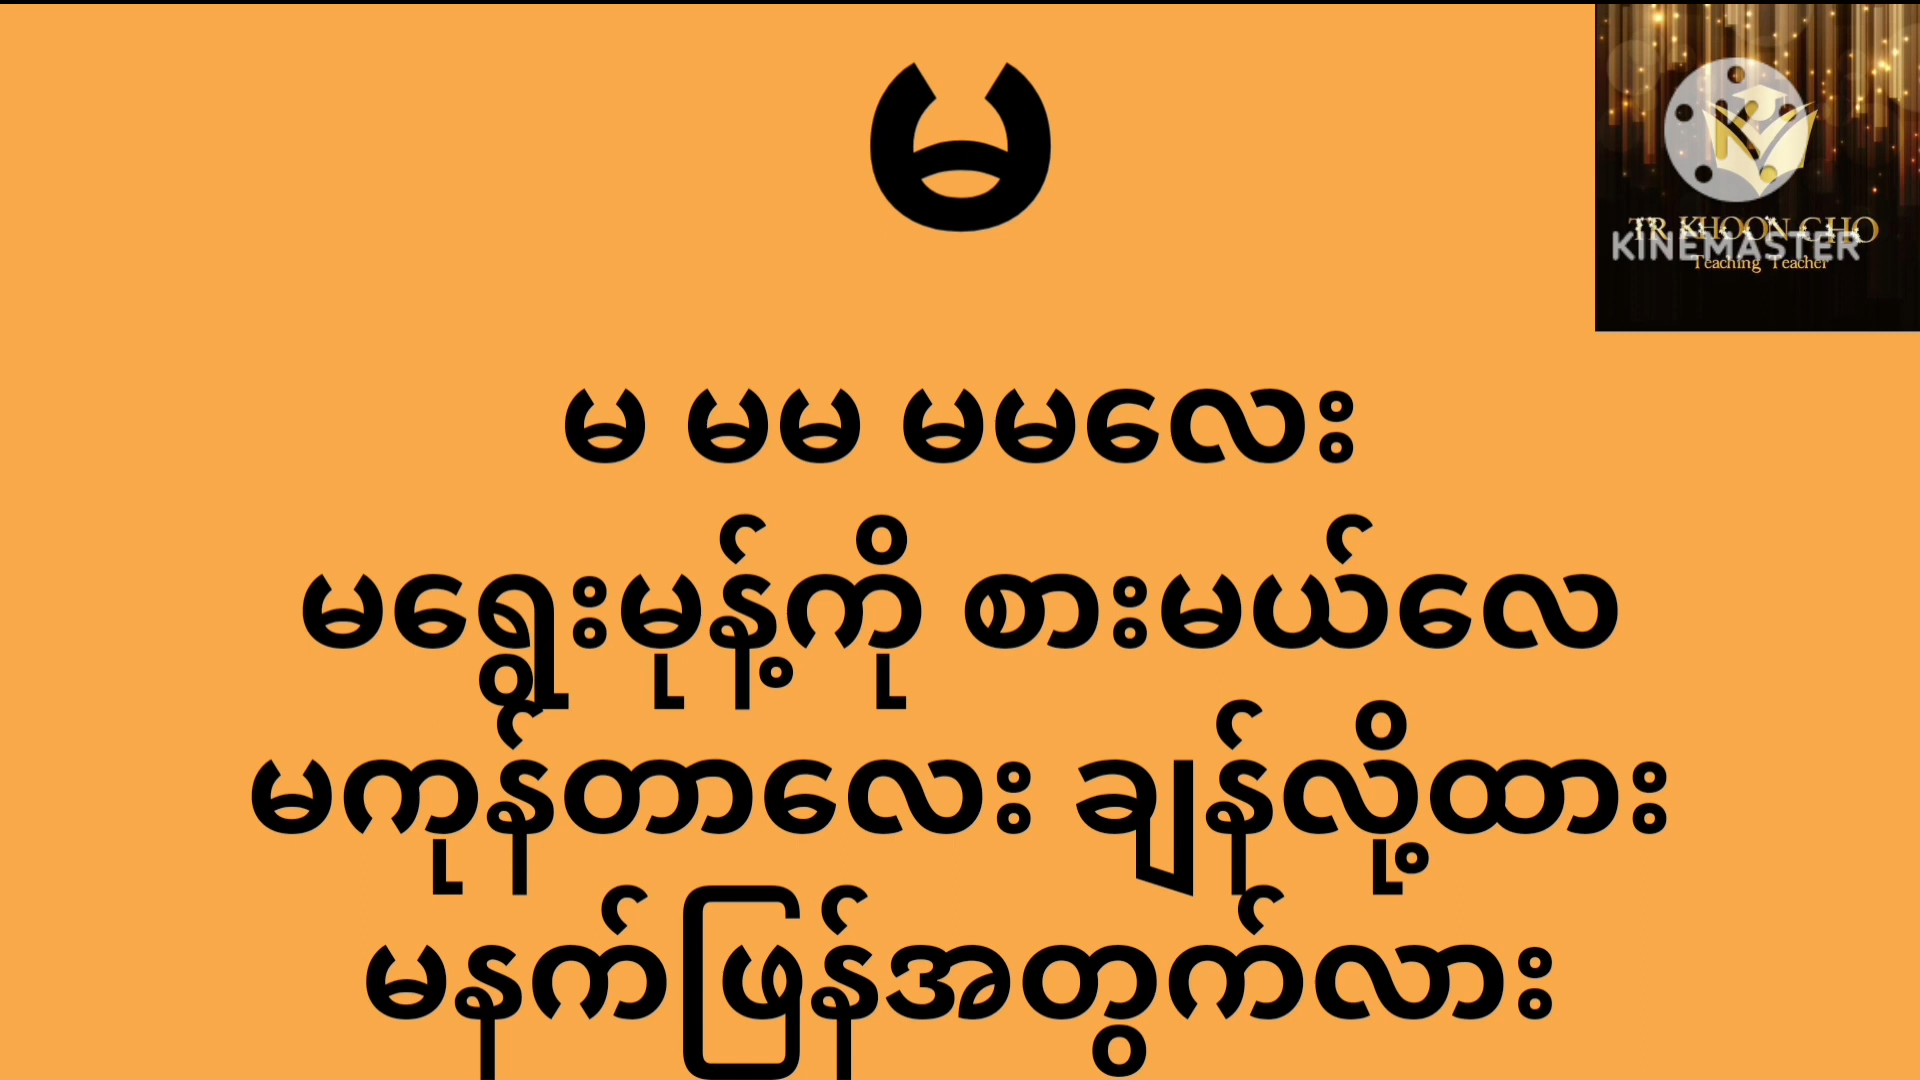 မ
TR KHOON CHO
KINEMASTER
Teaching Teacher
မ မမ မမလေး
မရွှေးမုန့်ကို စားမယ်လေ
မကုန်တာလေး ချန်လို့ထား
မနက်ဖြန်အတွက်လား